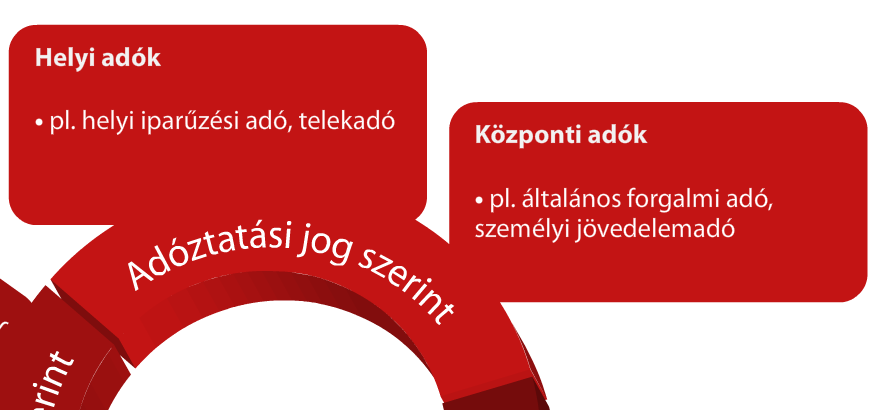 Helyi adók
• pl. helyi iparűzési adó, telekadó
Központi adók
• pl. általános forgalmi adó,
személyi jövedelemadó
Adóztatási jog szerint